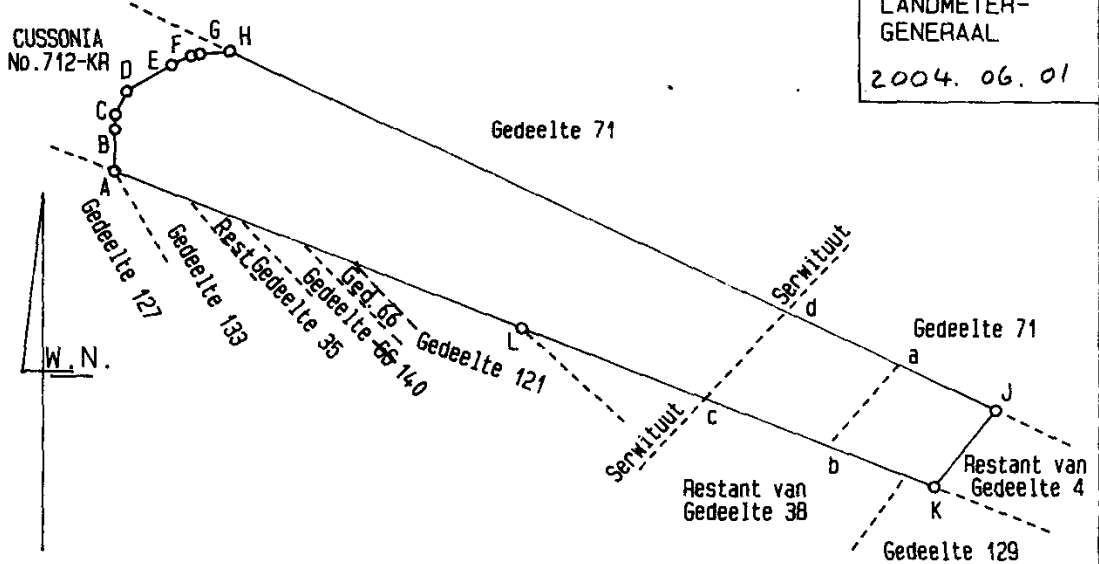 LANDMETER-
GENERAAL
2004. 06. 01
CUSSONIA
No.712-KR
A
B
C
D
E
F
G
H
Gedeelte 71
W.N.
Gedeelte 127
Gedeelte 133
Rest.Gedeelte 35
Gedeelte 66 140
Ged.66
Gedeelte 121
L
Serwituut
d
Gedeelte 71
a
J
Serwituut
c
b
K
Restant van
Gedeelte 38
Restant van
Gedeelte 4
Gedeelte 129